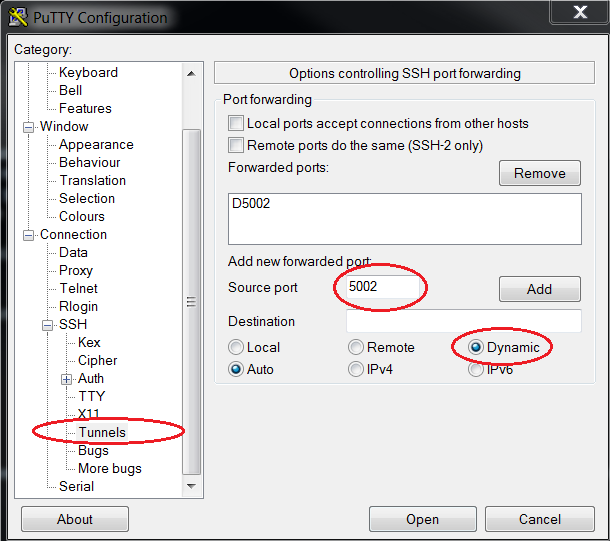 PuTTY Configuration
Category:
Keyboard
Bell
Features
Window
Appearance
Behaviour
Translation
Selection
Colours
Connection
Data
Proxy
Telnet
Rlogin
SSH
Kex
Cipher
Auth
TTY
X11
Tunnels
Bugs
More bugs
Serial
Options controlling SSH port forwarding
Port forwarding
Local ports accept connections from other hosts
Remote ports do the same (SSH-2 only)
Forwarded ports:
Remove
D5002
Add new forwarded port:
Source port 5002 Add
Destination
Local Remote Dynamic
Auto IPv4 IPv6
About Open Cancel